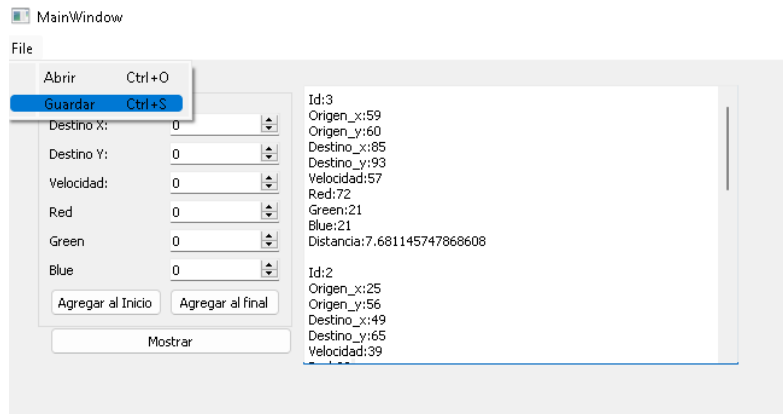 MainWindow
File
Abrir Ctrl+O
Guardar Ctrl+S
Destino X: 0
Destino Y: 0
Velocidad: 0
Red 0
Green 0
Blue 0
Agregar al Inicio Agregar al final
Mostrar
Id:3
Origen_x:59
Origen_y:60
Destino_x:85
Destino_y:93
Velocidad:57
Red:72
Green:21
Blue:21
Distancia:7.681145747868608
Id:2
Origen_x:25
Origen_y:56
Destino_x:49
Destino_y:65
Velocidad:39